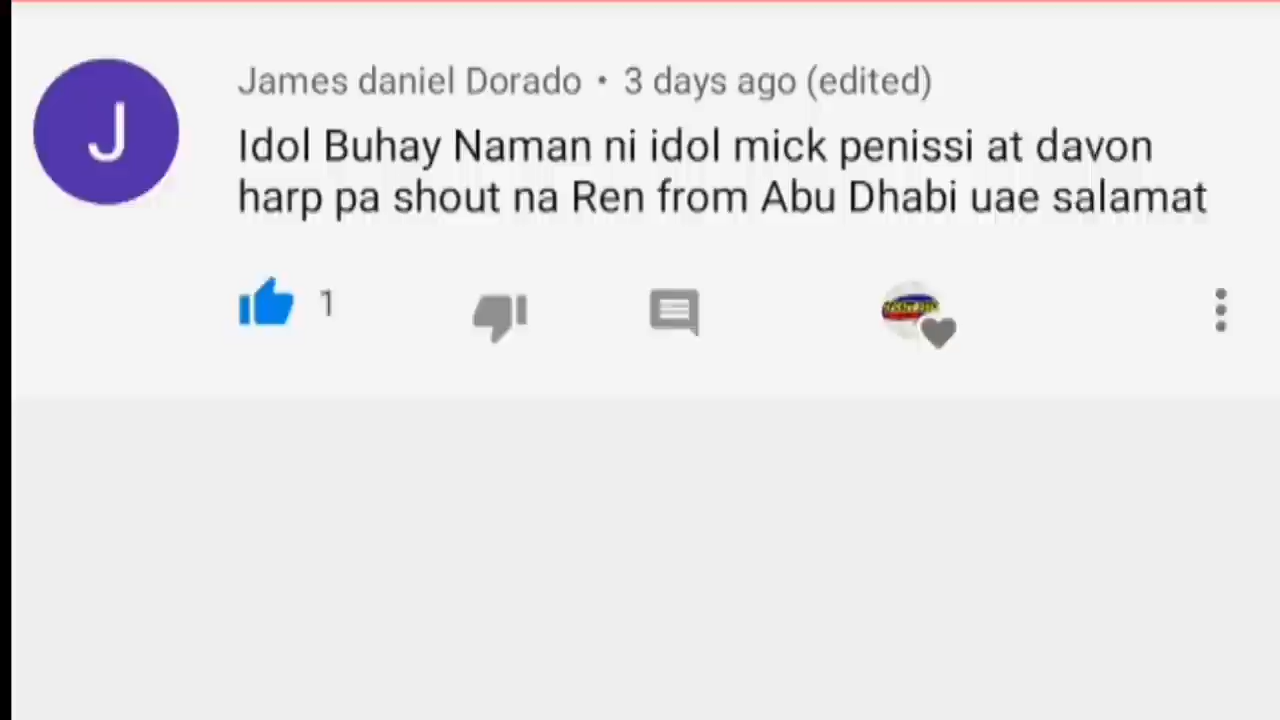 J
James daniel Dorado • 3 days ago (edited)
Idol Buhay Naman ni idol mick penissi at davon
harp pa shout na Ren from Abu Dhabi uae salamat
1